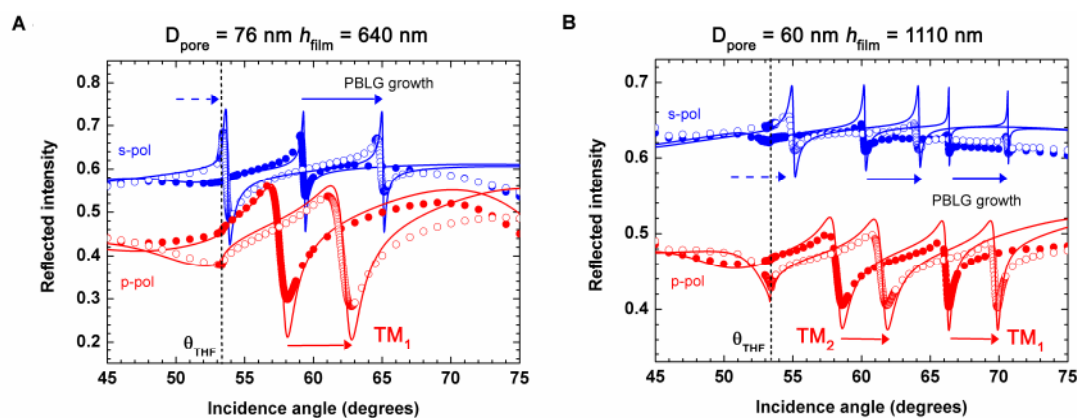 A
D_pore = 76 nm h_film = 640 nm
0.8
0.7
0.6
0.5
0.4
0.3
0.2
Reflected intensity
PBLG growth
s-pol
p-pol
θ_THF
TM_1
45 50 55 60 65 70 75
Incidence angle (degrees)
B
D_pore = 60 nm h_film = 1110 nm
0.7
0.6
0.5
0.4
Reflected intensity
s-pol
PBLG growth
p-pol
θ_THF
TM_2
TM_1
45 50 55 60 65 70 75
Incidence angle (degrees)